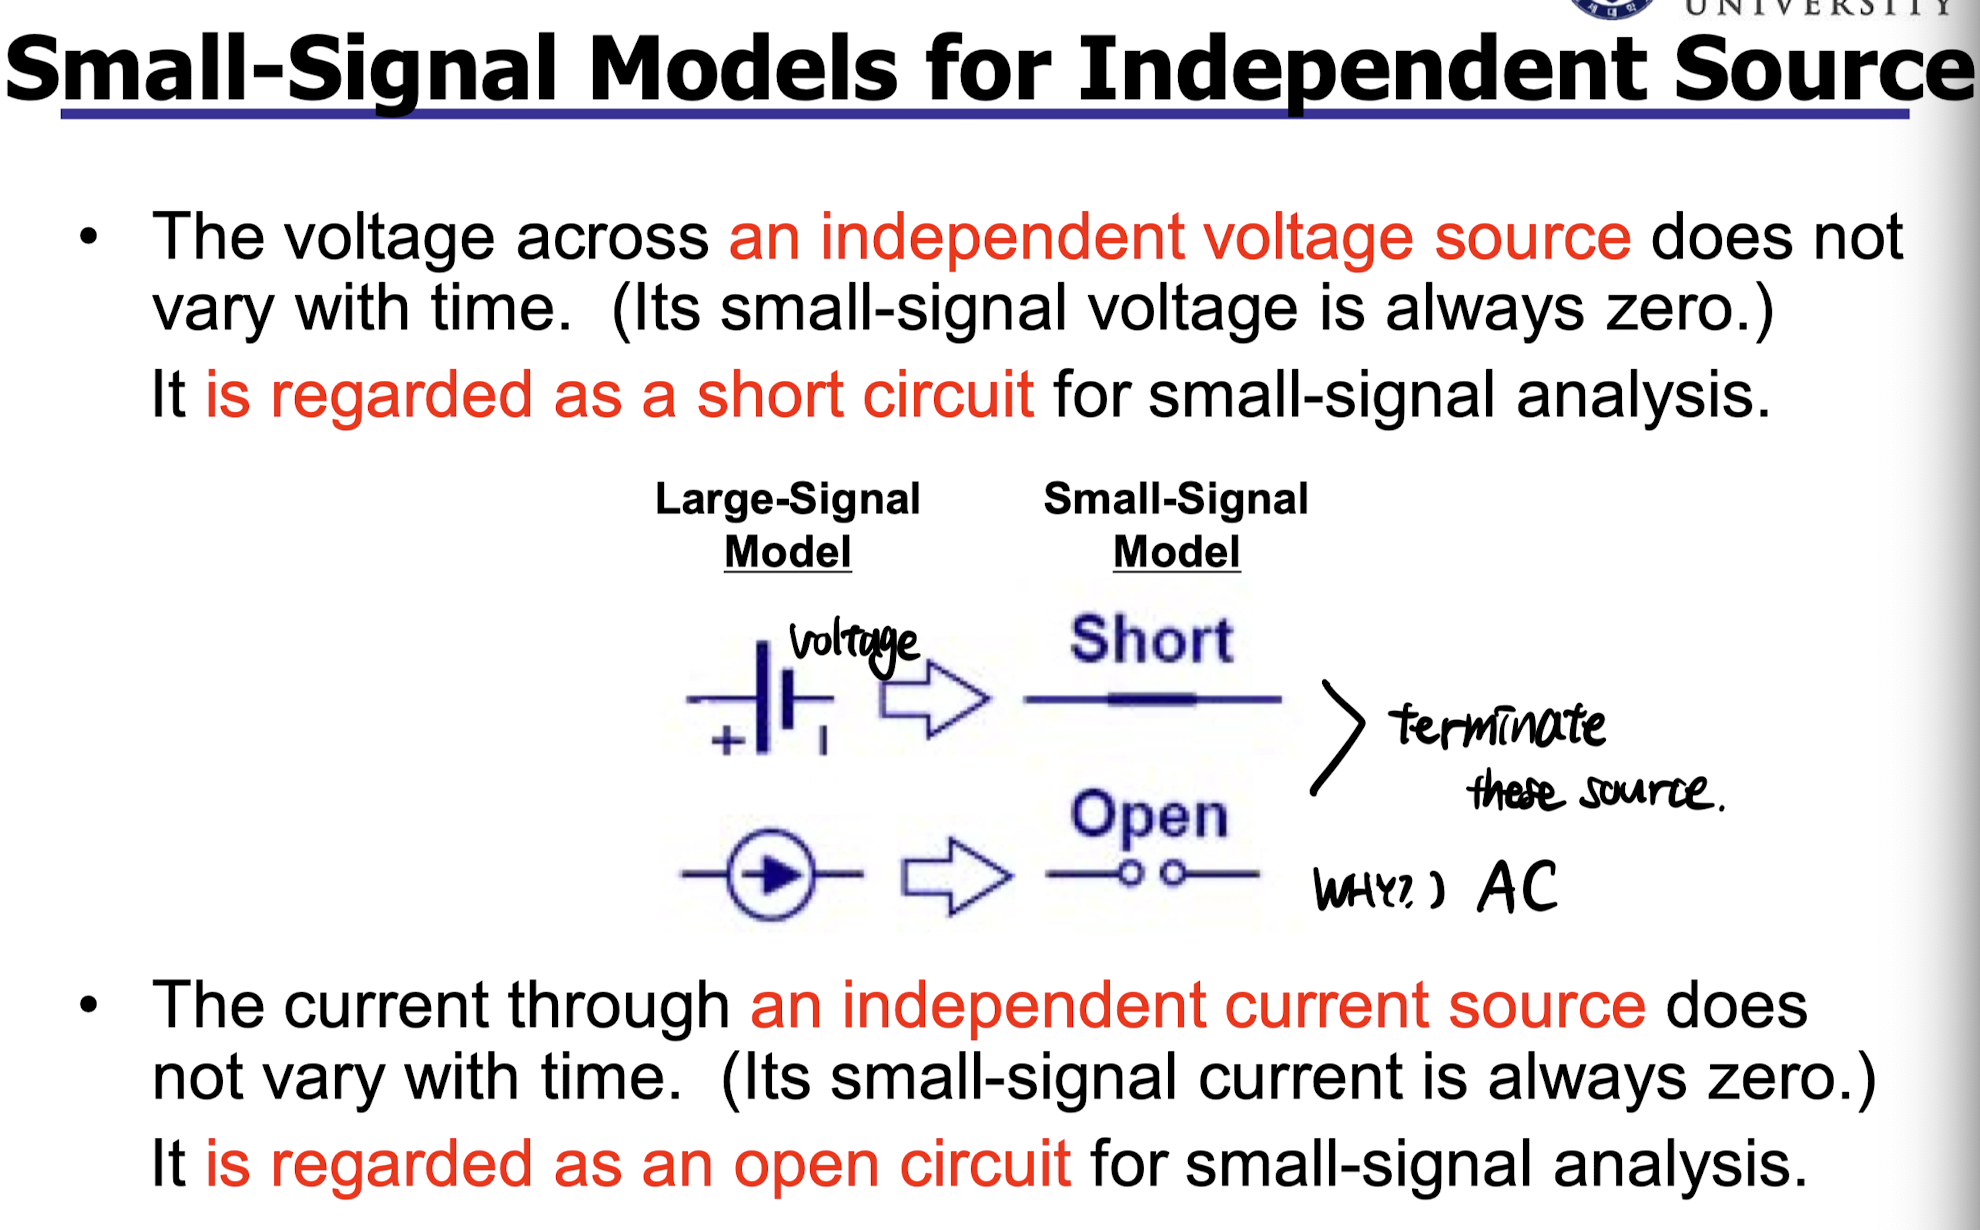 UNIVERSITY
Small-Signal Models for Independent Source
• The voltage across an independent voltage source does not
vary with time. (Its small-signal voltage is always zero.)
It is regarded as a short circuit for small-signal analysis.
Large-Signal Small-Signal
Model Model
voltage Short
+ I
terminate
these source.
Open
WHY?) AC
• The current through an independent current source does
not vary with time. (Its small-signal current is always zero.)
It is regarded as an open circuit for small-signal analysis.